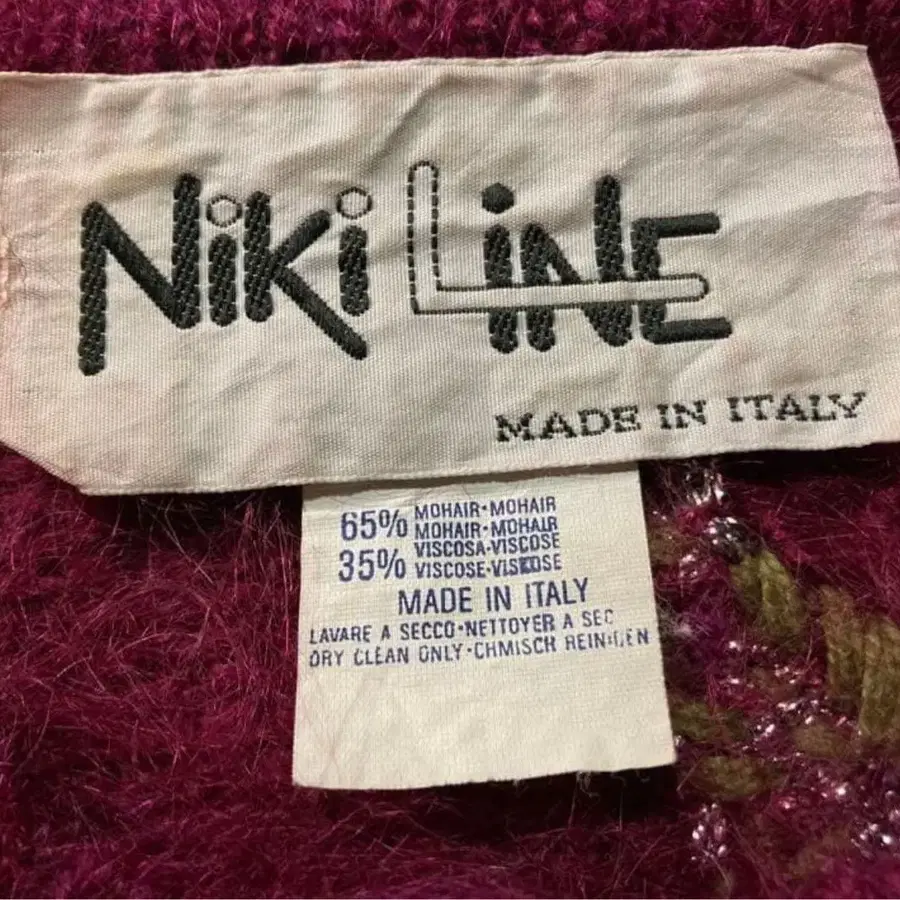 NiKi LiNE
MADE IN ITALY
65% MOHAIR-MOHAIR
MOHAIR-MOHAIR
35% VISCOSA-VISCOSE
VISCOSE-VISKOSE
MADE IN ITALY
LAVARE A SECCO-NETTOYER A SEC
DRY CLEAN ONLY-CHMISCH REINIGEN